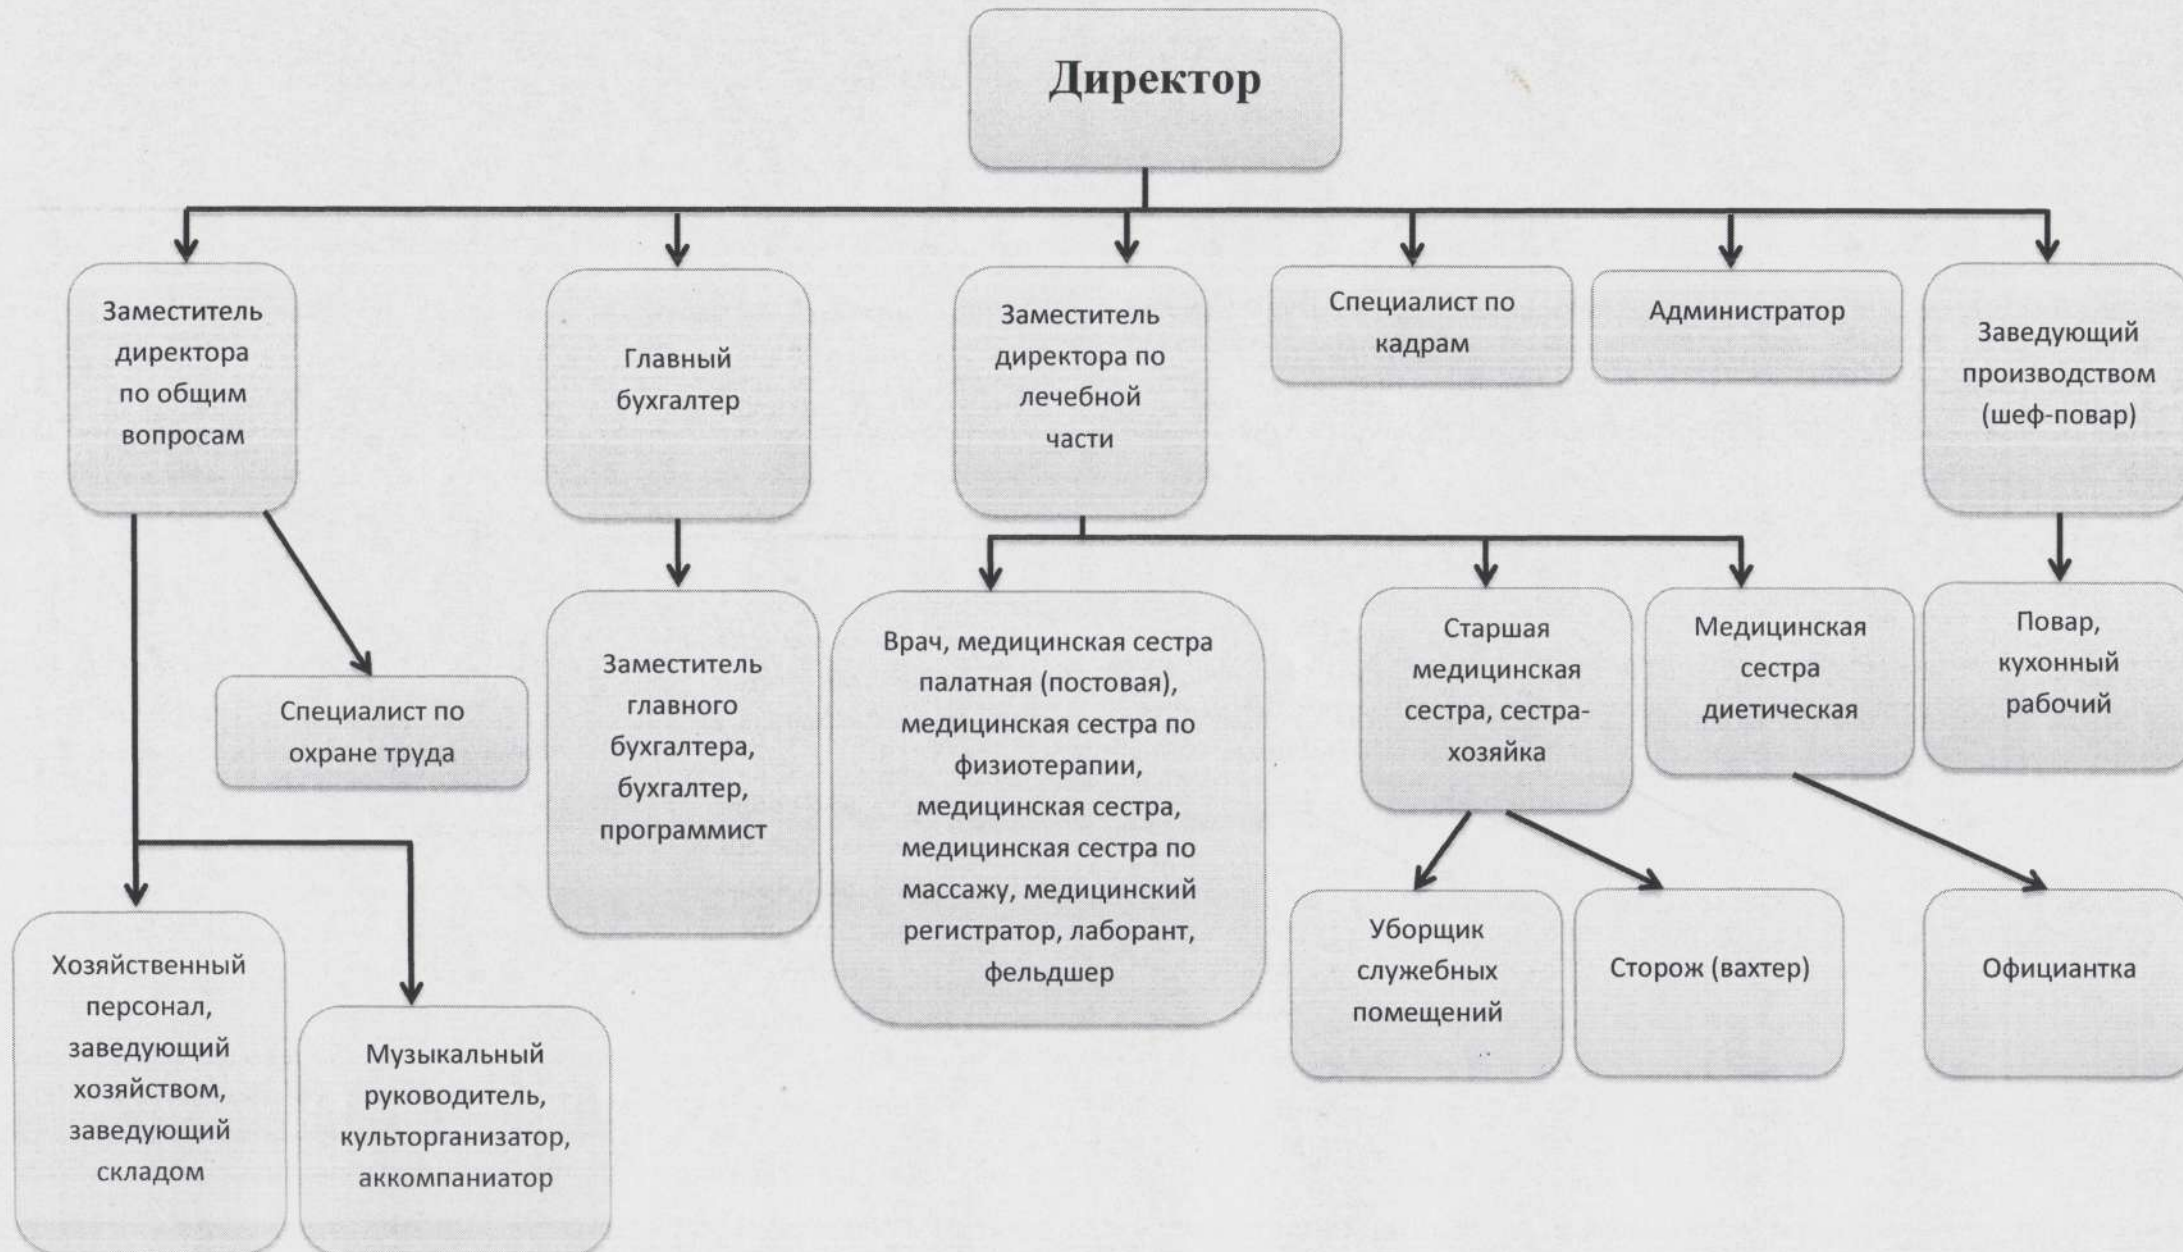 Директор
Заместитель
директора
по общим
вопросам
Главный
бухгалтер
Заместитель
директора по
лечебной
части
Специалист по
кадрам
Администратор
Заведующий
производством
(шеф-повар)
Специалист по
охране труда
Заместитель
главного
бухгалтера,
бухгалтер,
программист
Врач, медицинская сестра
палатная (постовая),
медицинская сестра по
физиотерапии,
медицинская сестра,
медицинская сестра по
массажу, медицинский
регистратор, лаборант,
фельдшер
Старшая
медицинская
сестра, сестра-
хозяйка
Медицинская
сестра
диетическая
Повар,
кухонный
рабочий
Хозяйственный
персонал,
заведующий
хозяйством,
заведующий
складом
Музыкальный
руководитель,
культорганизатор,
аккомпаниатор
Уборщик
служебных
помещений
Сторож (вахтер)
Официантка